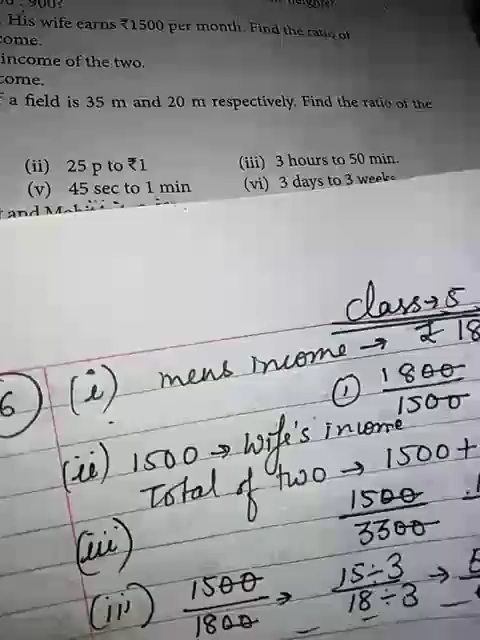 . His wife earns ₹1500 per month. Find the ratio of
come.
income of the two.
come.
a field is 35 m and 20 m respectively. Find the ratio of the
(ii) 25 p to ₹1 (iii) 3 hours to 50 min.
(v) 45 sec to 1 min (vi) 3 days to 3 weeks
and
class → 5
6 (i) mens income → ₹ 18
① 1800/1500
(ii) 1500 → Wife's income
Total of two → 1500 +
1500/3300
(iii)
(iii) 1500/1800 → 15÷3/18÷3 →